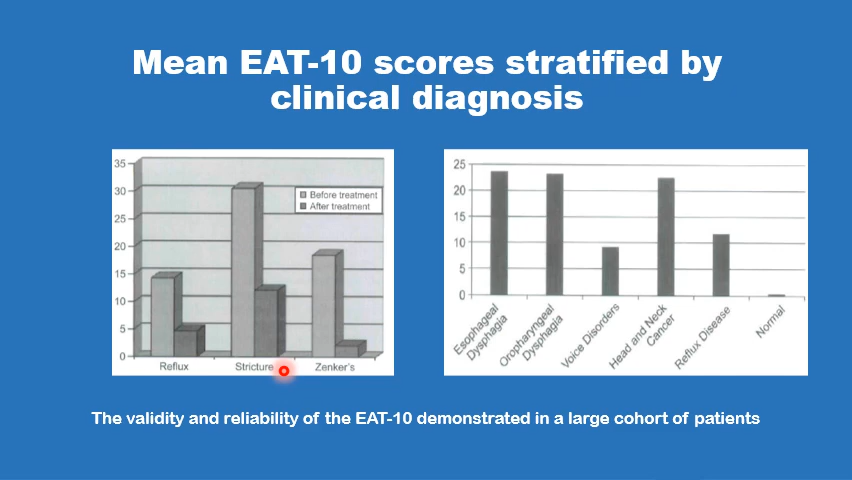 Mean EAT-10 scores stratified by
clinical diagnosis
35
30
25
20
15
10
5
0
Before treatment
After treatment
Reflux
Stricture
Zenker's
25
20
15
10
5
0
Esophageal
Dysphagia
Oropharyngeal
Dysphagia
Voice Disorders
Head and Neck
Cancer
Reflux Disease
Normal
The validity and reliability of the EAT-10 demonstrated in a large cohort of patients